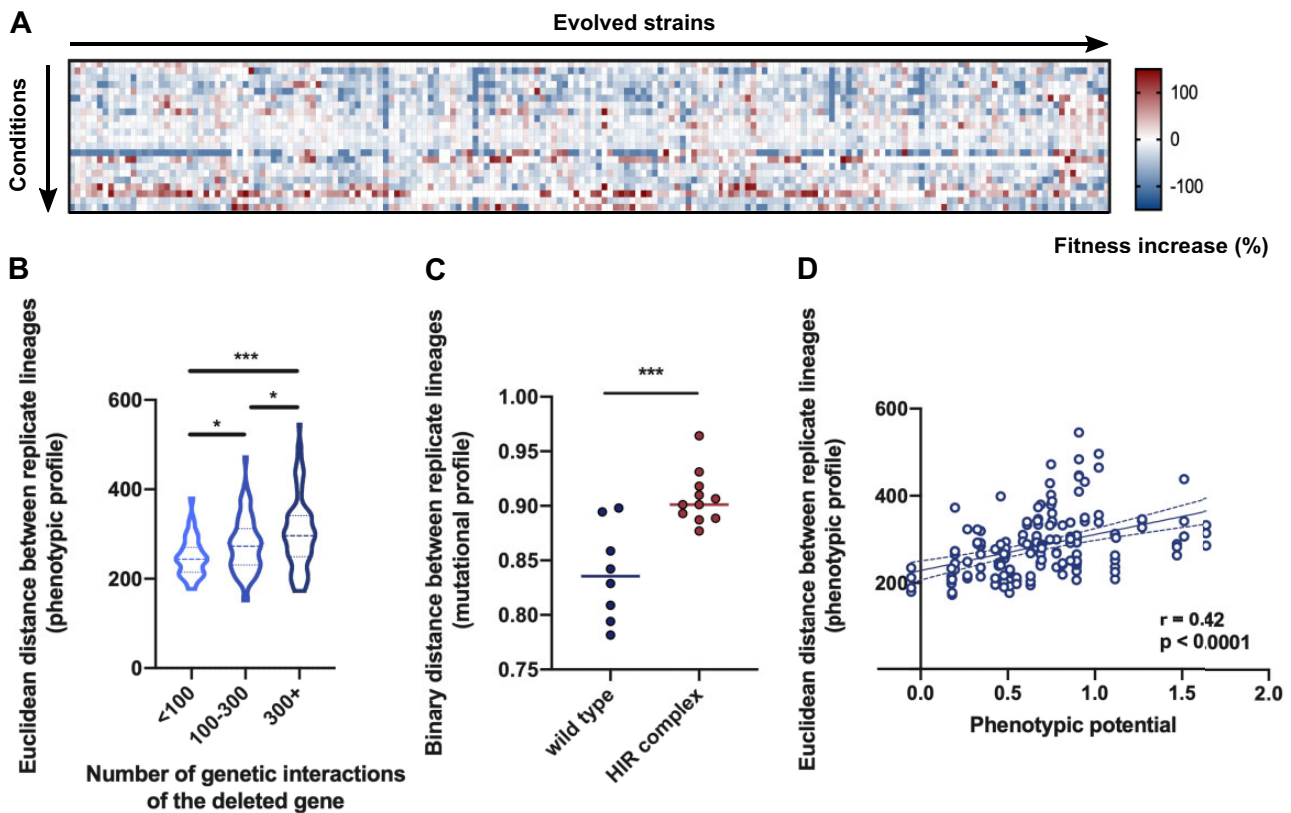 A
Evolved strains
Conditions
100
0
-100
Fitness increase (%)
B
Euclidean distance between replicate lineages
(phenotypic profile)
600
400
200
0
***
*
*
<100
100-300
300+
Number of genetic interactions
of the deleted gene
C
Binary distance between replicate lineages
(mutational profile)
1.00
0.95
0.90
0.85
0.80
0.75
***
wild type
HIR complex
D
Euclidean distance between replicate lineages
(phenotypic profile)
600
400
200
r = 0.42
p < 0.0001
0.0
0.5
1.0
1.5
2.0
Phenotypic potential